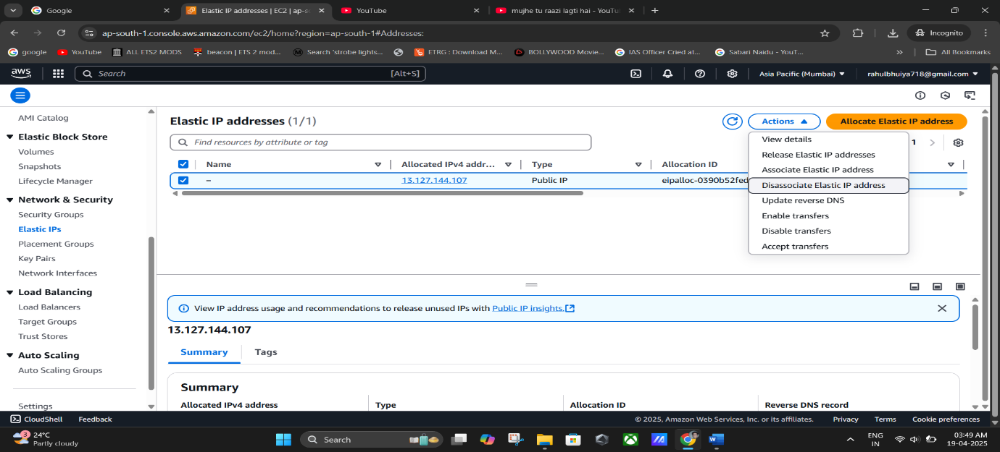 Google
Elastic IP addresses | EC2 | ap-so
YouTube
mujhe tu raazi lagti hai - YouTu
ap-south-1.console.aws.amazon.com/ec2/home?region=ap-south-1#Addresses:
Incognito
google
YouTube
ALL ETS2 MODS
beacon | ETS 2 mod...
Search 'strobe lights...
ETRG : Download M...
BOLLYWOOD Movie...
IAS Officer Cried at...
Sabari Naidu - YouT...
All Bookmarks
aws
Search
[Alt+S]
Asia Pacific (Mumbai)
rahulbhuiya718@gmail.com
AMI Catalog
Elastic Block Store
Volumes
Snapshots
Lifecycle Manager
Network & Security
Security Groups
Elastic IPs
Placement Groups
Key Pairs
Network Interfaces
Load Balancing
Load Balancers
Target Groups
Trust Stores
Auto Scaling
Auto Scaling Groups
Settings
Elastic IP addresses (1/1)
Actions
Allocate Elastic IP address
Find resources by attribute or tag
1
View details
Release Elastic IP addresses
Associate Elastic IP address
Disassociate Elastic IP address
Update reverse DNS
Enable transfers
Disable transfers
Accept transfers
Name
Allocated IPv4 addr...
Type
Allocation ID
–
13.127.144.107
Public IP
eipalloc-0390b52fed
View IP address usage and recommendations to release unused IPs with Public IP insights.
13.127.144.107
Summary
Tags
Summary
Allocated IPv4 address
Type
Allocation ID
Reverse DNS record
CloudShell
Feedback
© 2025, Amazon Web Services, Inc. or its affiliates.
Privacy
Terms
Cookie preferences
3
24°C
Partly cloudy
Search
ENG
IN
03:49 AM
19-04-2025